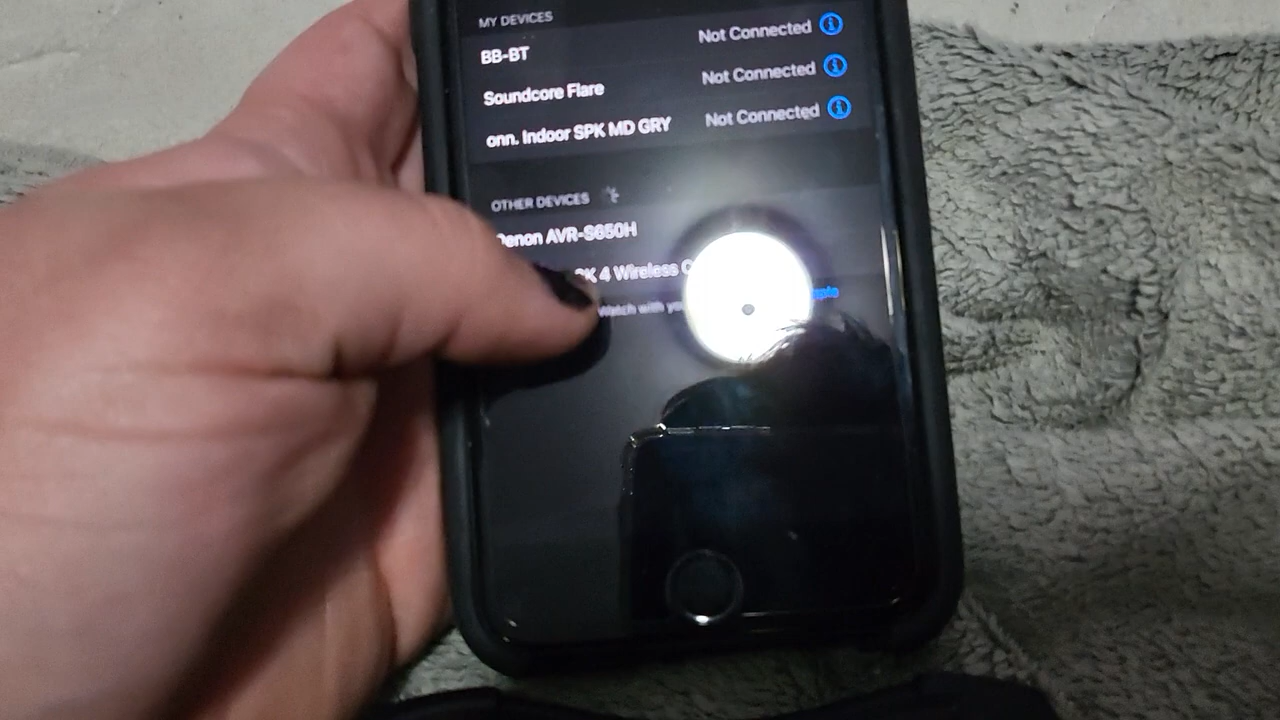 MY DEVICES
BB-BT Not Connected
Soundcore Flare Not Connected
onn. Indoor SPK MD GRY Not Connected
OTHER DEVICES
Denon AVR-S650H
4 Wireless
Watch with